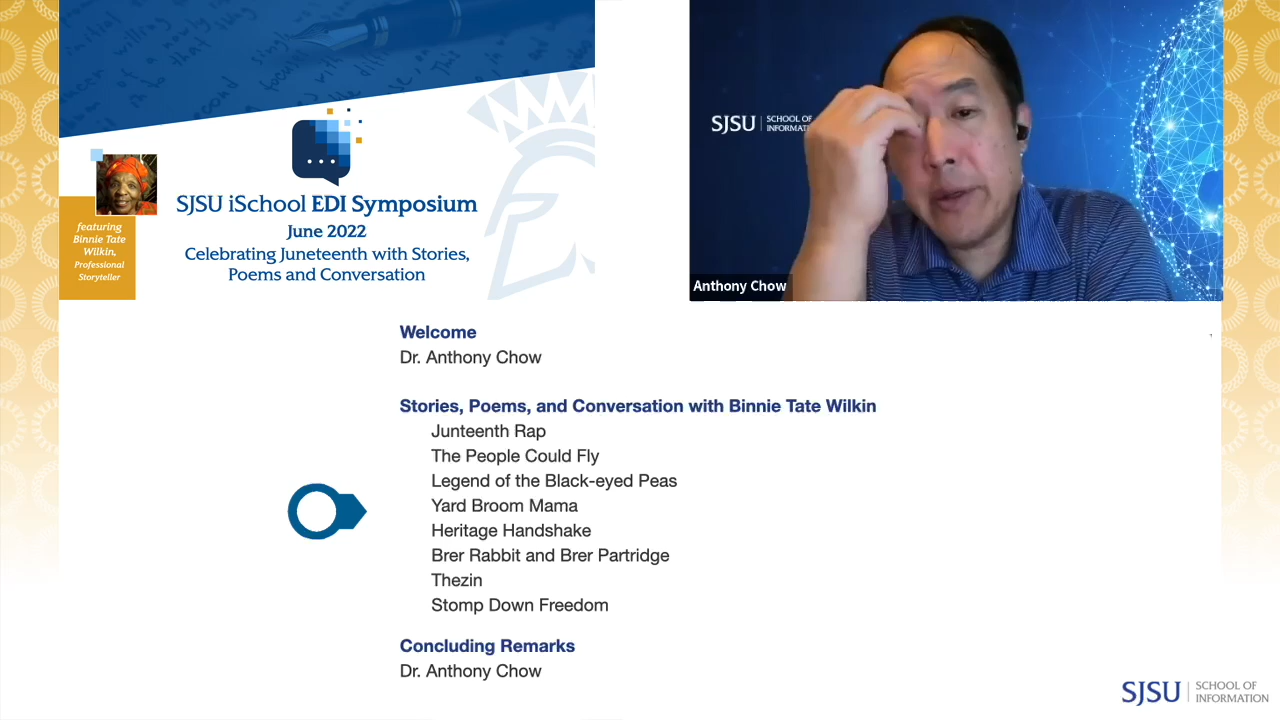 featuring
Binnie Tate
Wilkin,
Professional
Storyteller
SJSU iSchool EDI Symposium
June 2022
Celebrating Juneteenth with Stories,
Poems and Conversation
SJSU | SCHOOL OF
Anthony Chow
Welcome
Dr. Anthony Chow
Stories, Poems, and Conversation with Binnie Tate Wilkin
Junteenth Rap
The People Could Fly
Legend of the Black-eyed Peas
Yard Broom Mama
Heritage Handshake
Brer Rabbit and Brer Partridge
Thezin
Stomp Down Freedom
Concluding Remarks
Dr. Anthony Chow
SJSU | SCHOOL OF
INFORMATION